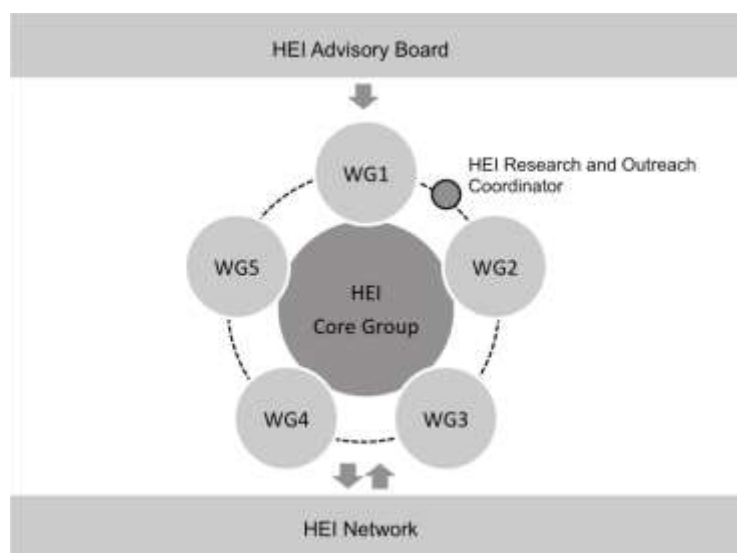 HEI Advisory Board
WG1
HEI Research and Outreach
Coordinator
WG5
WG2
HEI
Core Group
WG4
WG3
HEI Network